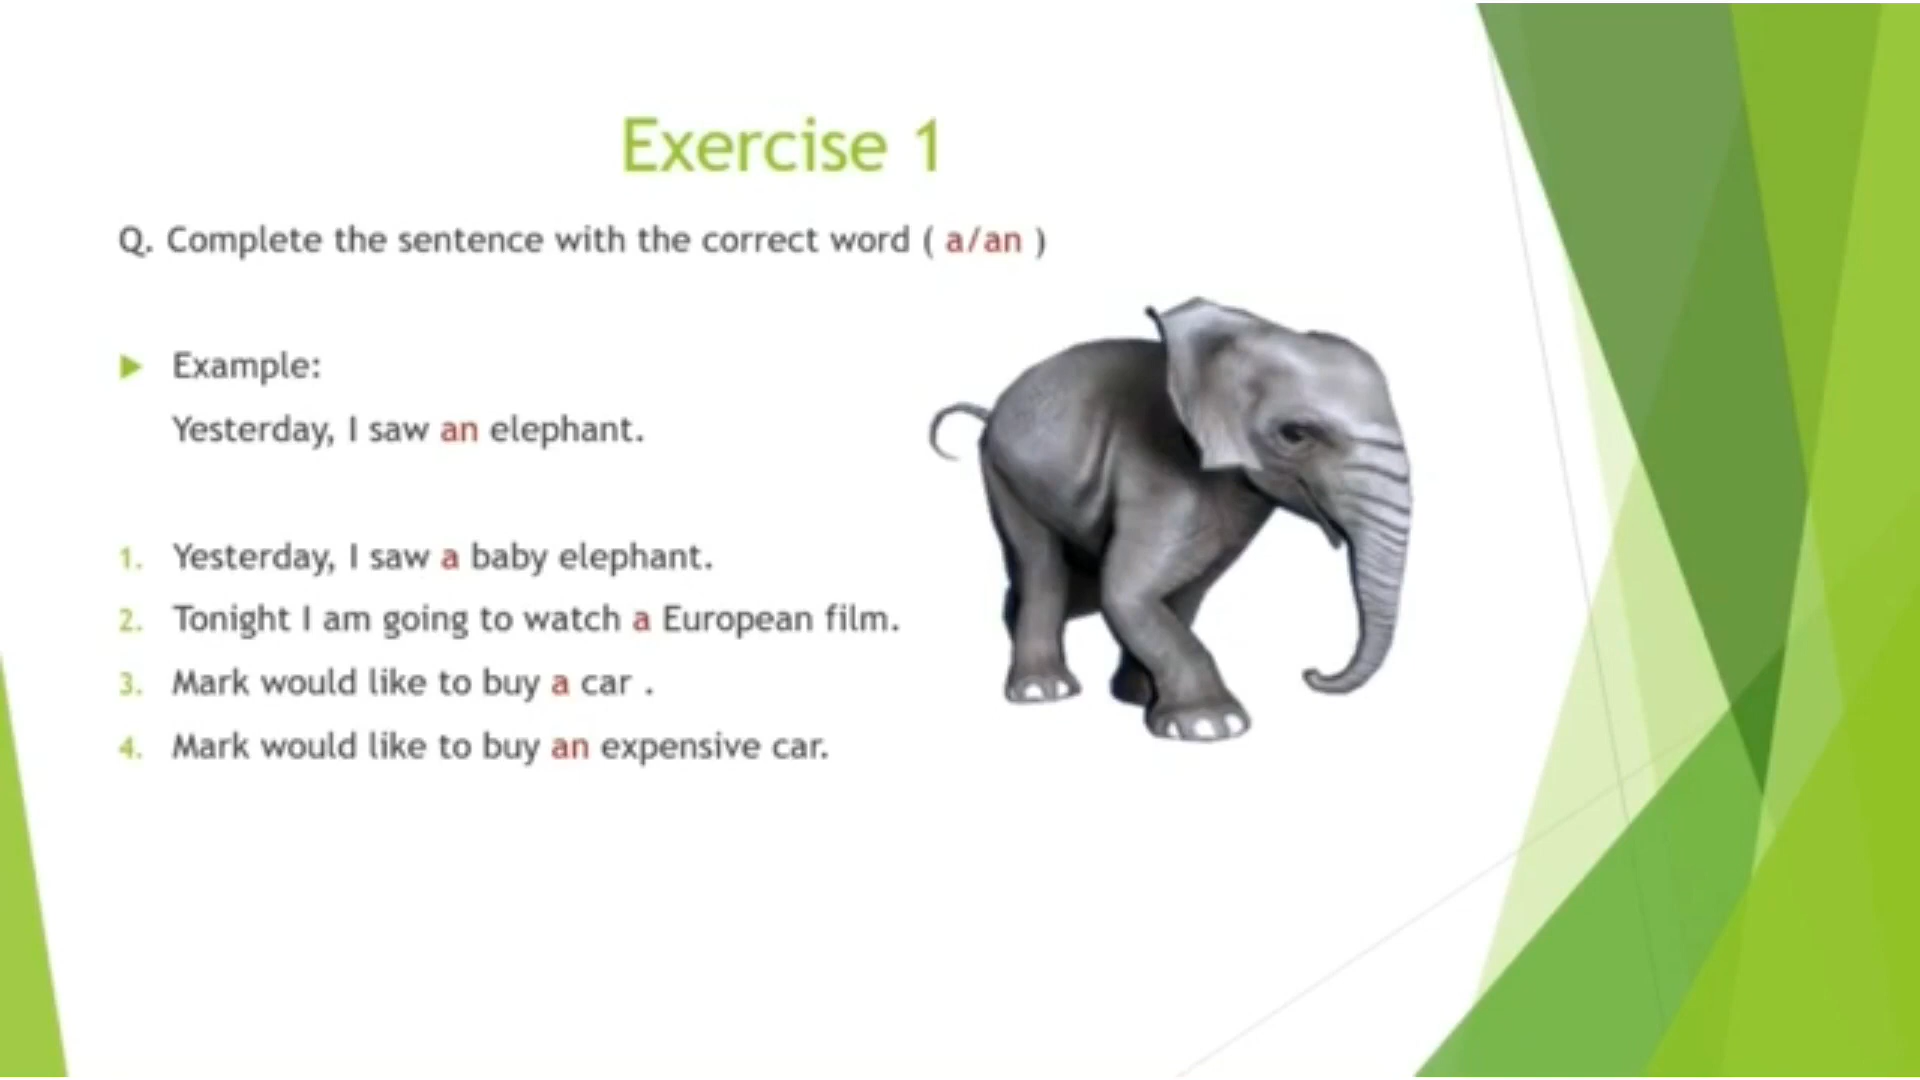 Exercise 1
Q. Complete the sentence with the correct word ( a/an )
Example:
Yesterday, I saw an elephant.
1. Yesterday, I saw a baby elephant.
2. Tonight I am going to watch a European film.
3. Mark would like to buy a car .
4. Mark would like to buy an expensive car.